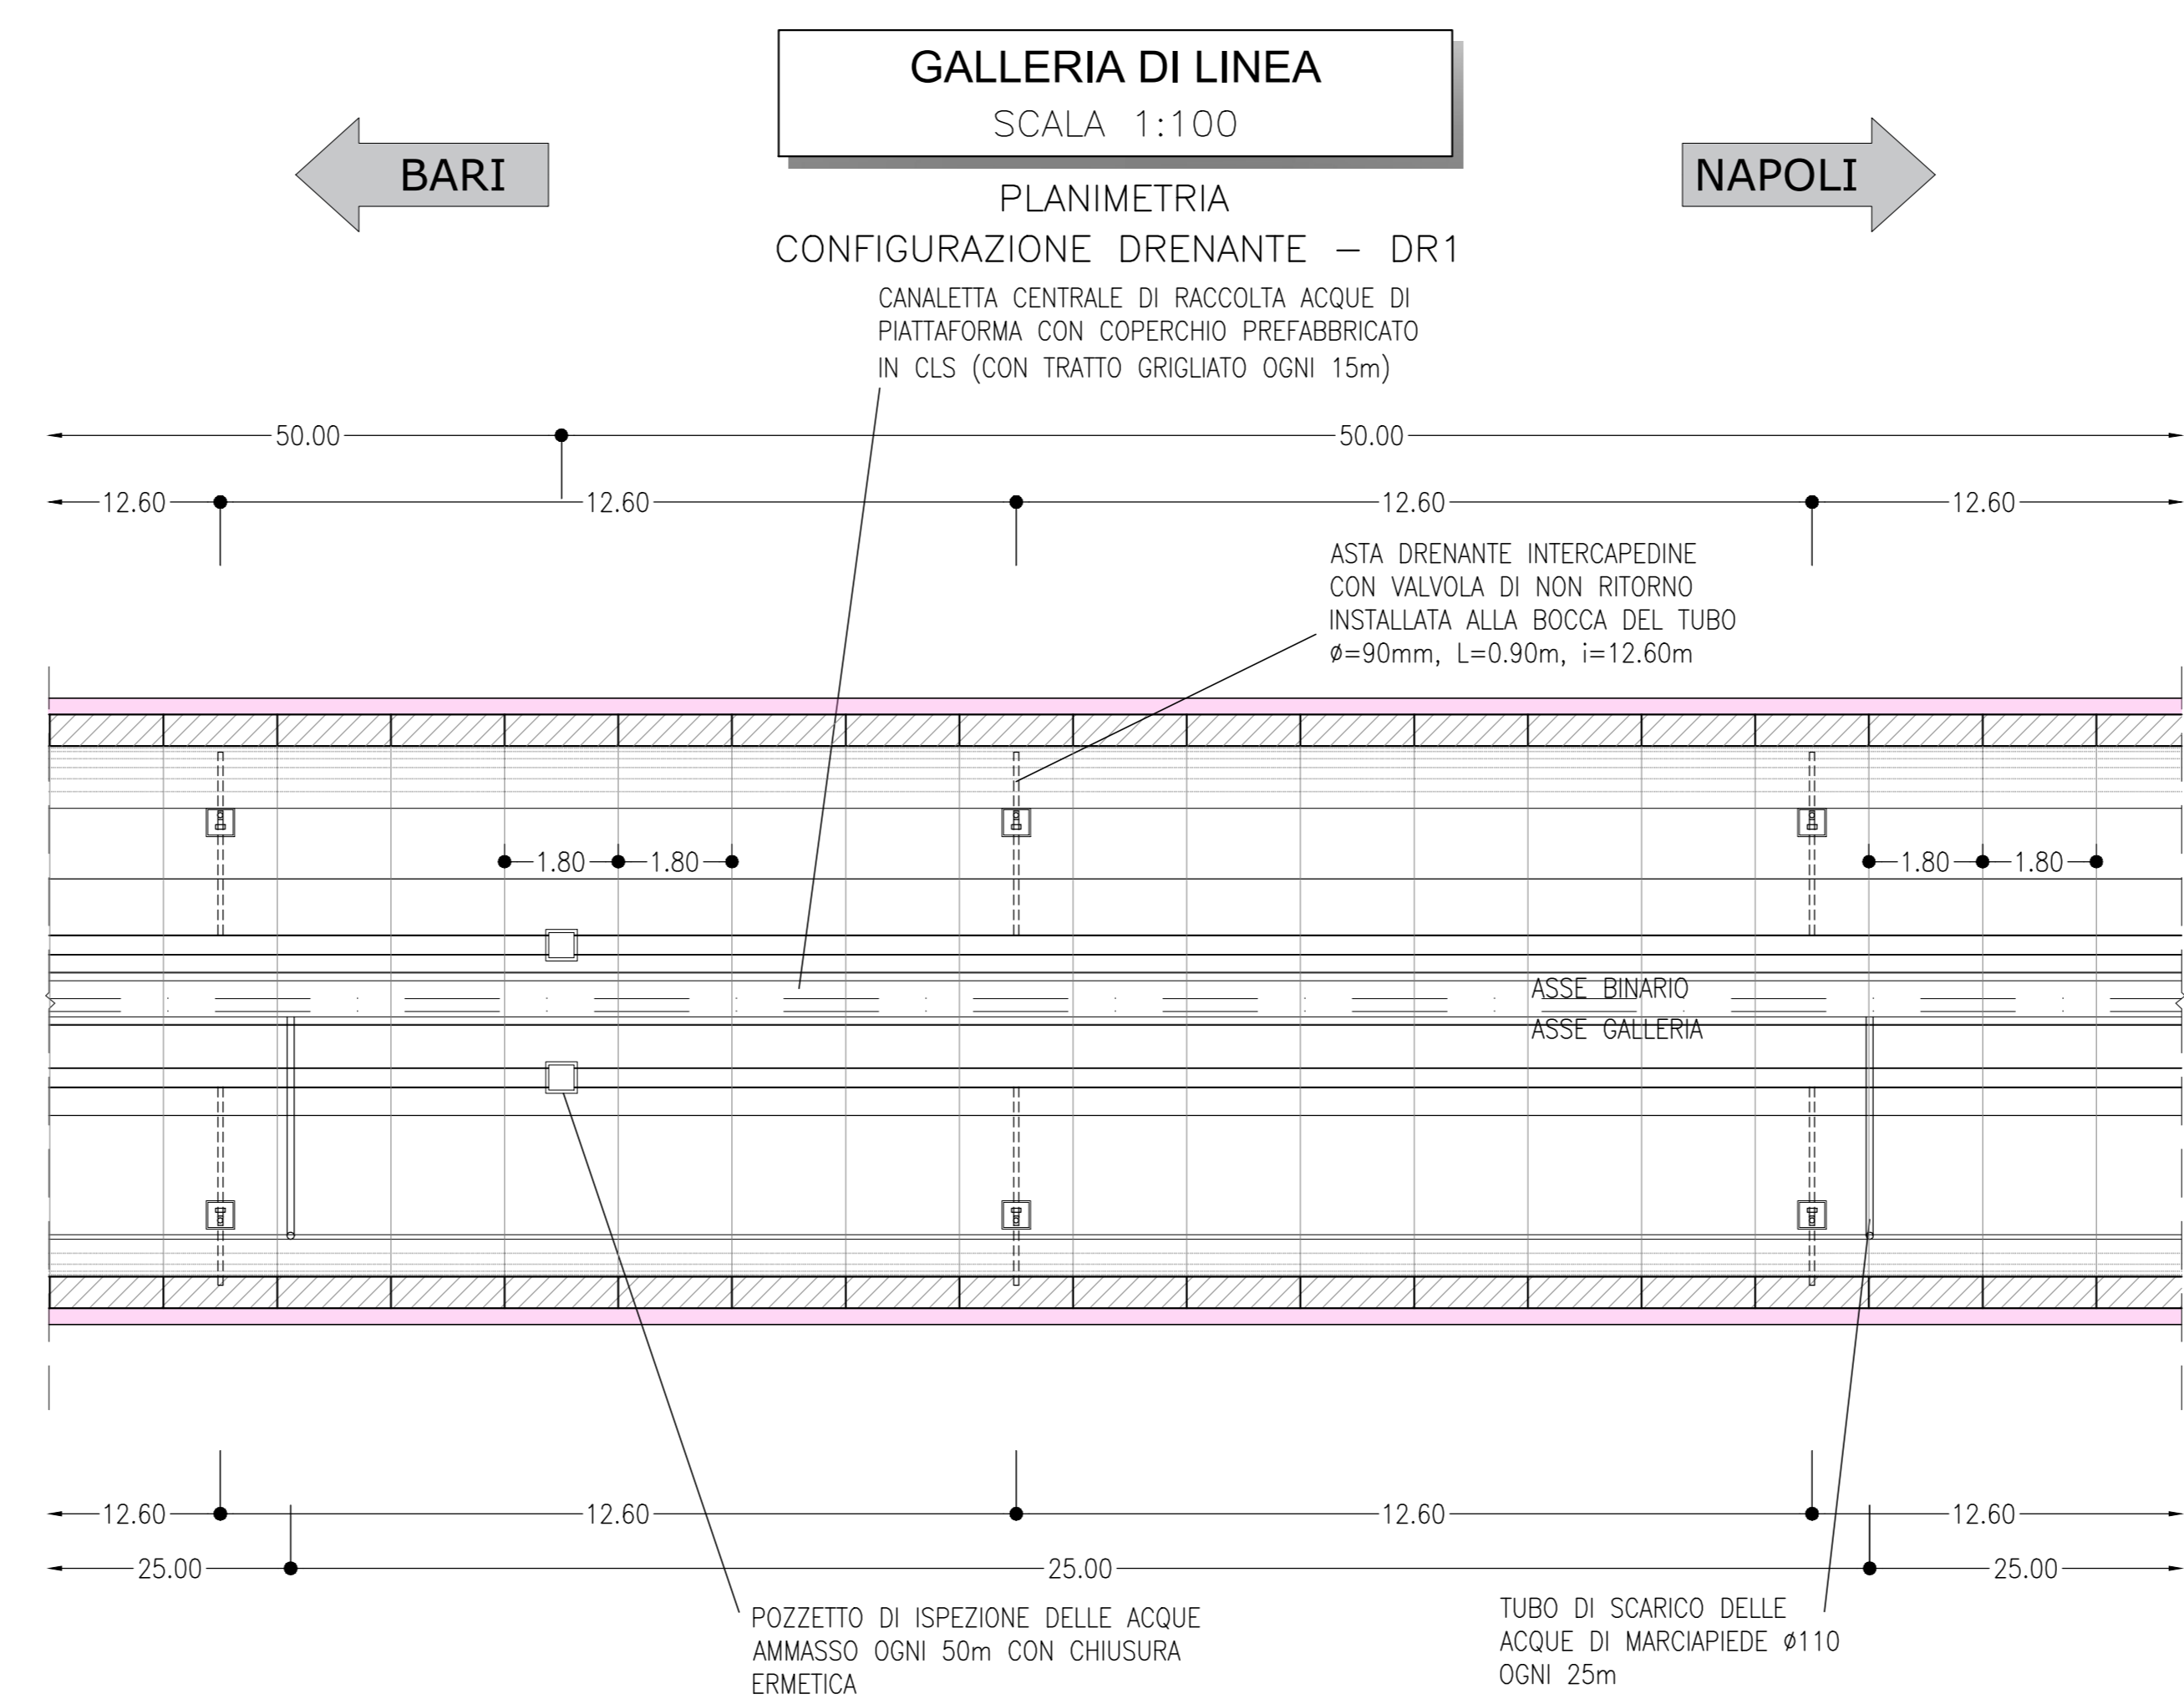 GALLERIA DI LINEA
SCALA 1:100
BARI
NAPOLI
PLANIMETRIA
CONFIGURAZIONE DRENANTE – DR1
CANALETTA CENTRALE DI RACCOLTA ACQUE DI
PIATTAFORMA CON COPERCHIO PREFABBRICATO
IN CLS (CON TRATTO GRIGLIATO OGNI 15m)
50.00 50.00
12.60 12.60 12.60 12.60
ASTA DRENANTE INTERCAPEDINE
CON VALVOLA DI NON RITORNO
INSTALLATA ALLA BOCCA DEL TUBO
ø=90mm, L=0.90m, i=12.60m
1.80 1.80 1.80 1.80
ASSE BINARIO
ASSE GALLERIA
12.60 12.60 12.60 12.60
25.00 25.00 25.00
POZZETTO DI ISPEZIONE DELLE ACQUE
AMMASSO OGNI 50m CON CHIUSURA
ERMETICA
TUBO DI SCARICO DELLE
ACQUE DI MARCIAPIEDE ø110
OGNI 25m